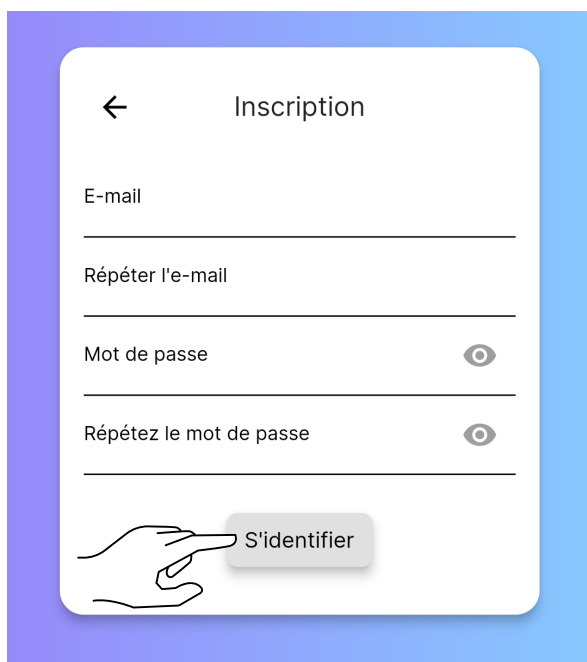 Inscription
E-mail
Répéter l'e-mail
Mot de passe
Répétez le mot de passe
S'identifier